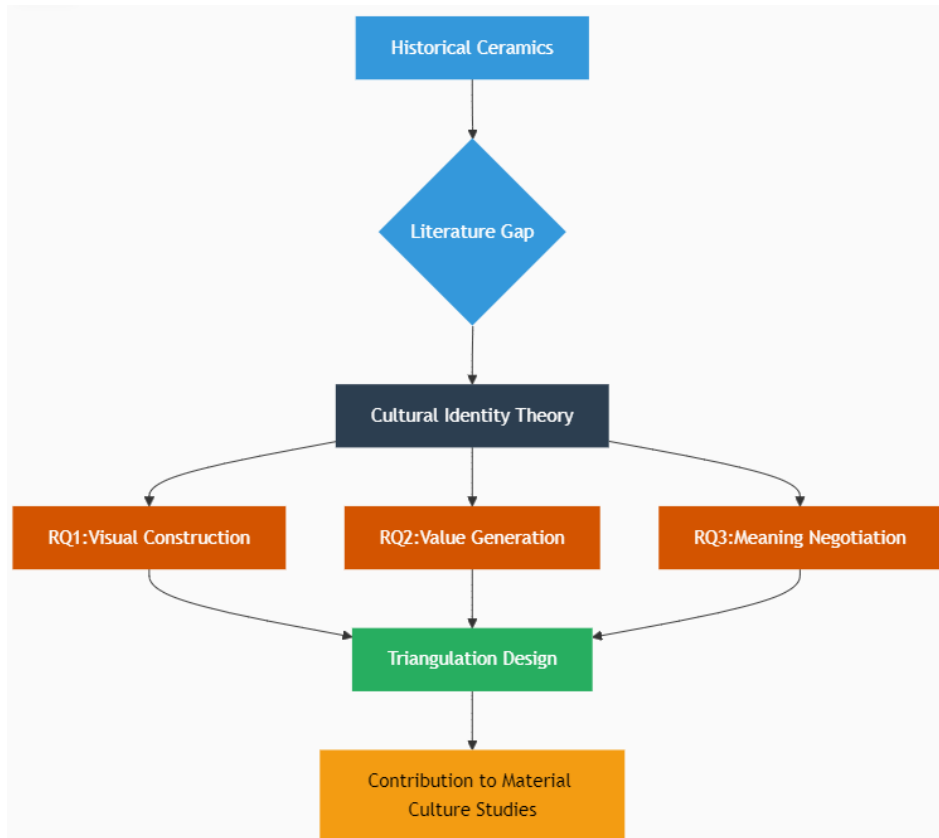 Historical Ceramics
Literature Gap
Cultural Identity Theory
RQ1:Visual Construction
RQ2:Value Generation
RQ3:Meaning Negotiation
Triangulation Design
Contribution to Material
Culture Studies